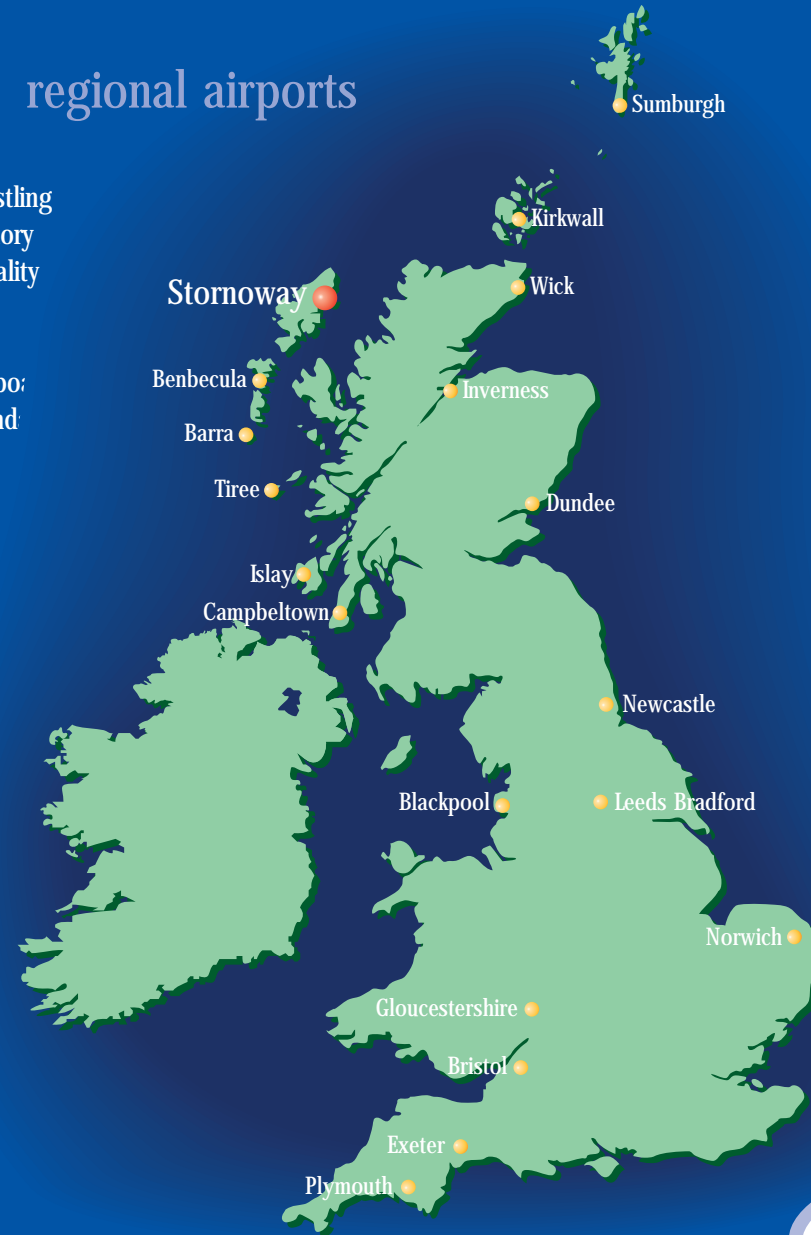 regional airports
Sumburgh
Kirkwall
Wick
Stornoway
Benbecula
Inverness
Barra
Tiree
Dundee
Islay
Campbeltown
Newcastle
Blackpool
Leeds Bradford
Norwich
Gloucestershire
Bristol
Exeter
Plymouth